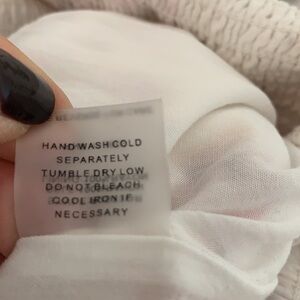 HAND WASH COLD
SEPARATELY
TUMBLE DRY LOW
DO NOT BLEACH
COOL IRON IF
NECESSARY